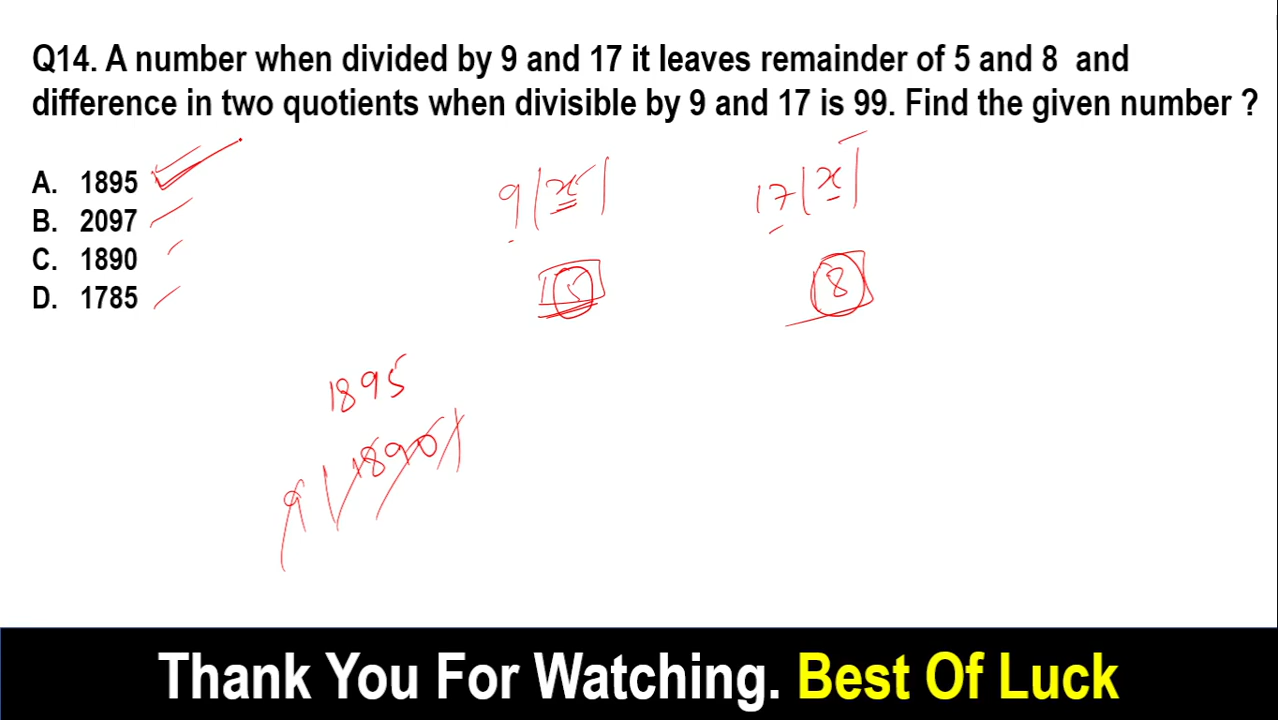 Q14. A number when divided by 9 and 17 it leaves remainder of 5 and 8 and
difference in two quotients when divisible by 9 and 17 is 99. Find the given number ?
A. 1895
B. 2097
C. 1890
D. 1785
9 x 17 x
5 8
1895
9 1890
Thank You For Watching. Best Of Luck